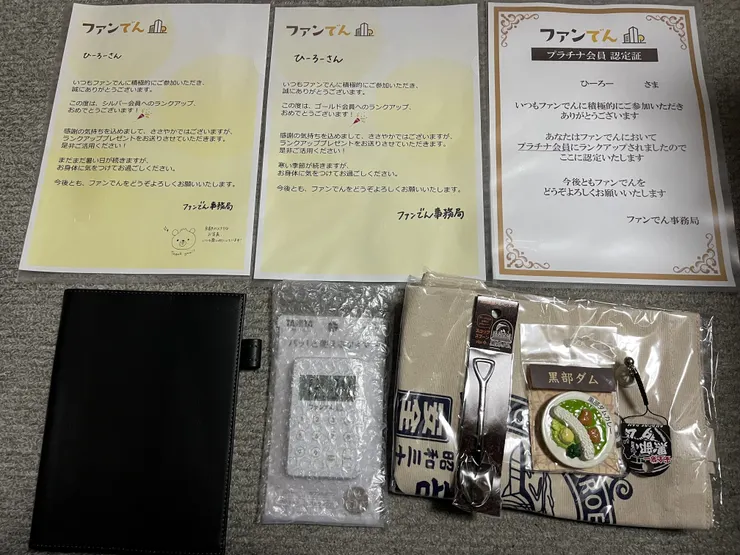 ファンでん
ひーろーさん
いつもファンでんに積極的にご参加いただき、
誠にありがとうございます。
この度は、シルバー会員へのランクアップ、
おめでとうございます！
感謝の気持ちを込めまして、ささやかではございますが、
ランクアッププレゼントをお送りさせていただきます。
是非ご活用ください！
まだまだ暑い日が続きますが、
お身体に気をつけてお過ごしください。
今後とも、ファンでんをどうぞよろしくお願いいたします。
ファンでん事務局
ファンでん
ひーろーさん
いつもファンでんに積極的にご参加いただき、
誠にありがとうございます。
この度は、ゴールド会員へのランクアップ、
おめでとうございます！
感謝の気持ちを込めまして、ささやかではございますが、
ランクアッププレゼントをお送りさせていただきます。
是非ご活用ください！
寒い季節が続きますが、
お身体に気をつけてお過ごしください。
今後とも、ファンでんをどうぞよろしくお願いいたします。
ファンでん事務局
ファンでん
プラチナ会員 認定証
ひーろー さま
いつもファンでんに積極的にご参加いただき
ありがとうございます
あなたはファンでんにおいて
プラチナ会員にランクアップされましたので
ここに認定いたします
今後ともファンでんを
どうぞよろしくお願いいたします
ファンでん事務局
TANITA
黒部ダム
安全
昭和三十
黒部
ダム